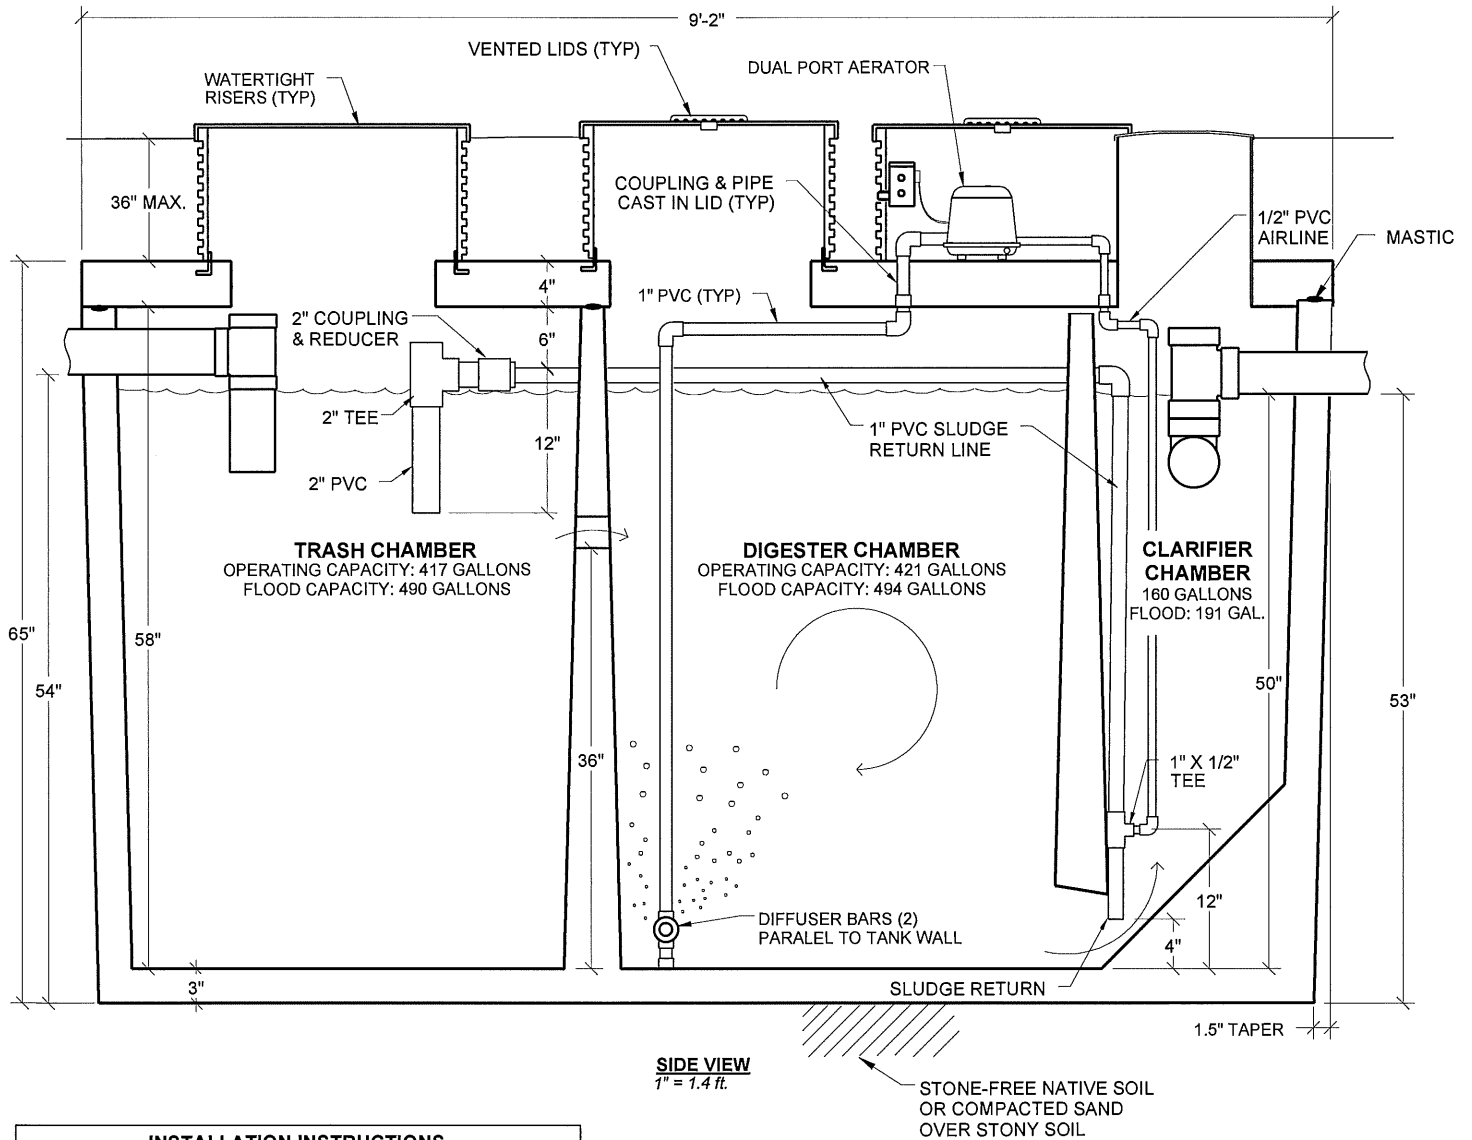 9'-2"
VENTED LIDS (TYP)
DUAL PORT AERATOR
WATERTIGHT
RISERS (TYP)
36" MAX.
COUPLING & PIPE
CAST IN LID (TYP)
1/2" PVC
AIRLINE
MASTIC
4"
1" PVC (TYP)
2" COUPLING
& REDUCER
6"
2" TEE
12"
1" PVC SLUDGE
RETURN LINE
2" PVC
TRASH CHAMBER
OPERATING CAPACITY: 417 GALLONS
FLOOD CAPACITY: 490 GALLONS
DIGESTER CHAMBER
OPERATING CAPACITY: 421 GALLONS
FLOOD CAPACITY: 494 GALLONS
CLARIFIER
CHAMBER
160 GALLONS
FLOOD: 191 GAL.
65"
58"
54"
50"
53"
36"
1" X 1/2"
TEE
12"
DIFFUSER BARS (2)
PARALEL TO TANK WALL
4"
3"
SLUDGE RETURN
1.5" TAPER
SIDE VIEW
1" = 1.4 ft.
STONE-FREE NATIVE SOIL
OR COMPACTED SAND
OVER STONY SOIL
INSTALLATION INSTRUCTIONS